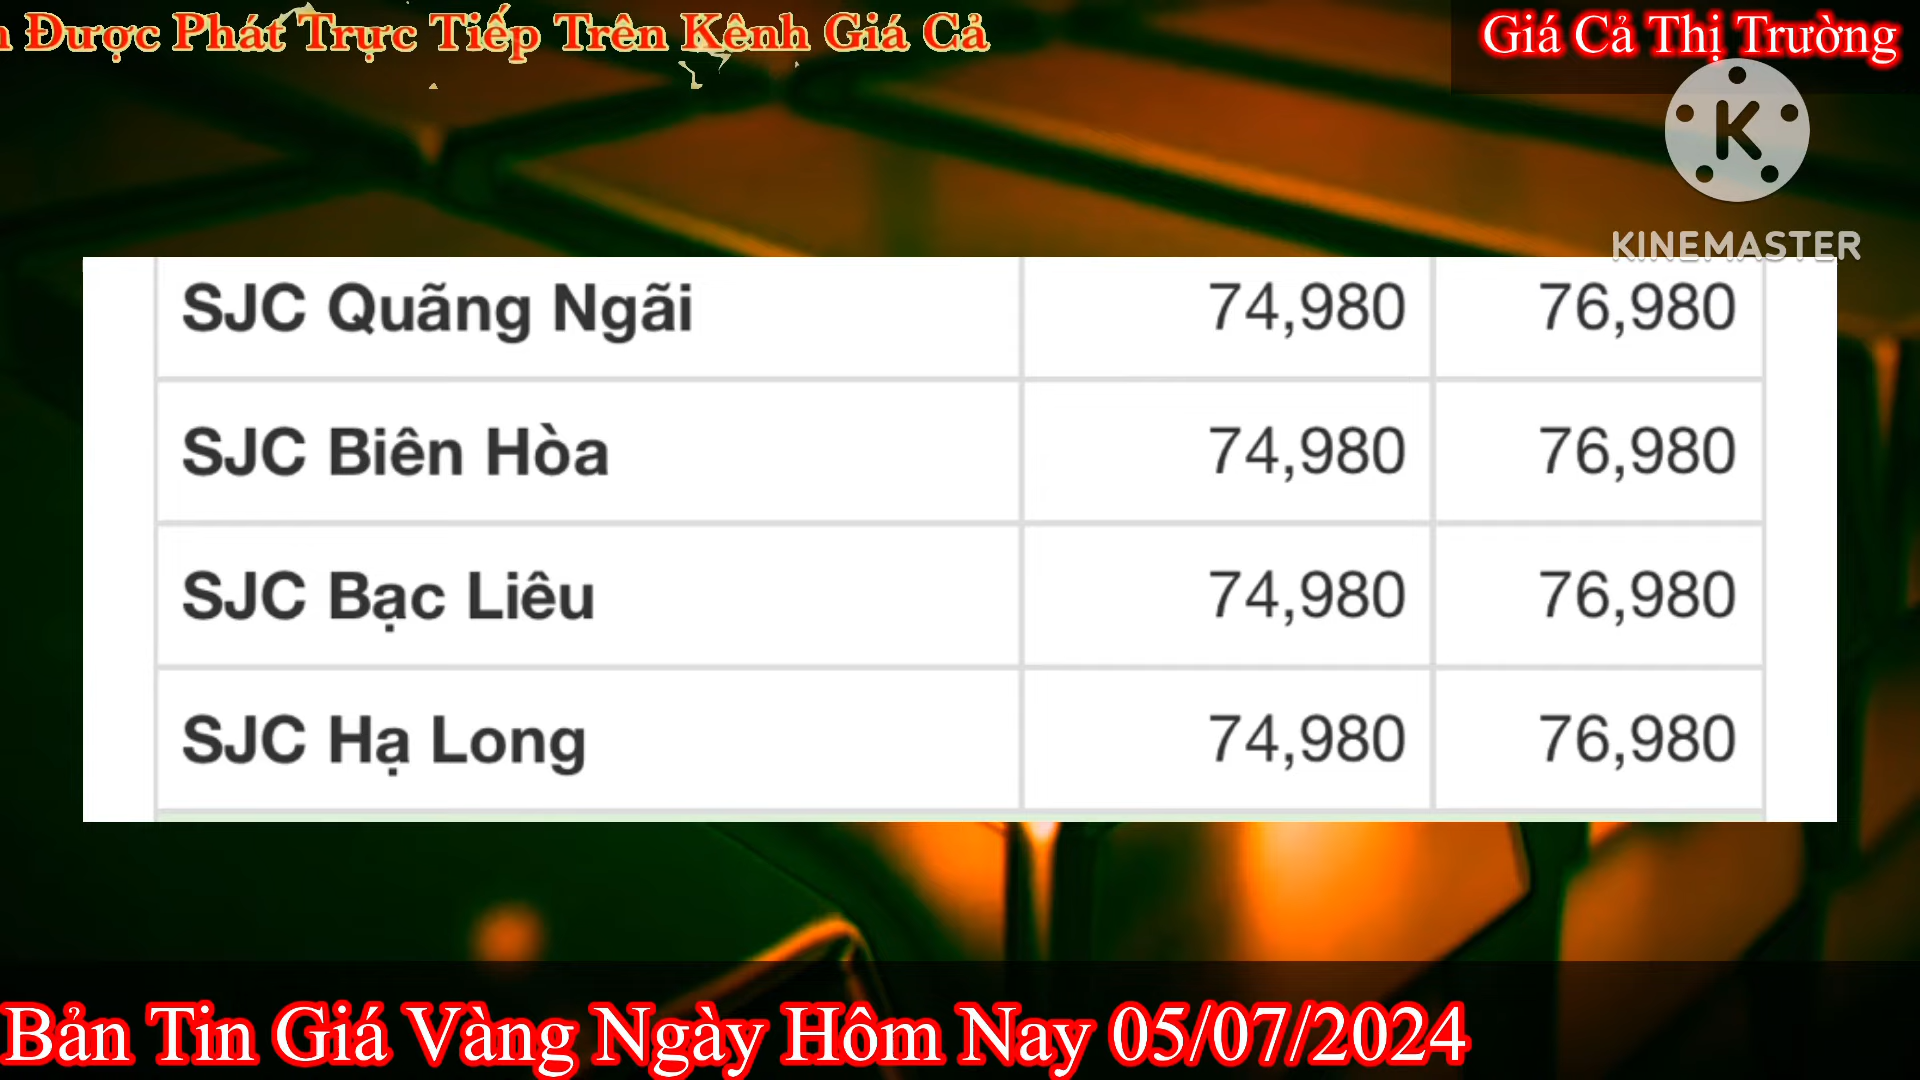 Được Phát Trực Tiếp Trên Kênh Giá Cả
Giá Cả Thị Trường
K
KINEMASTER
SJC Quãng Ngãi 74,980 76,980
SJC Biên Hòa 74,980 76,980
SJC Bạc Liêu 74,980 76,980
SJC Hạ Long 74,980 76,980
Bản Tin Giá Vàng Ngày Hôm Nay 05/07/2024